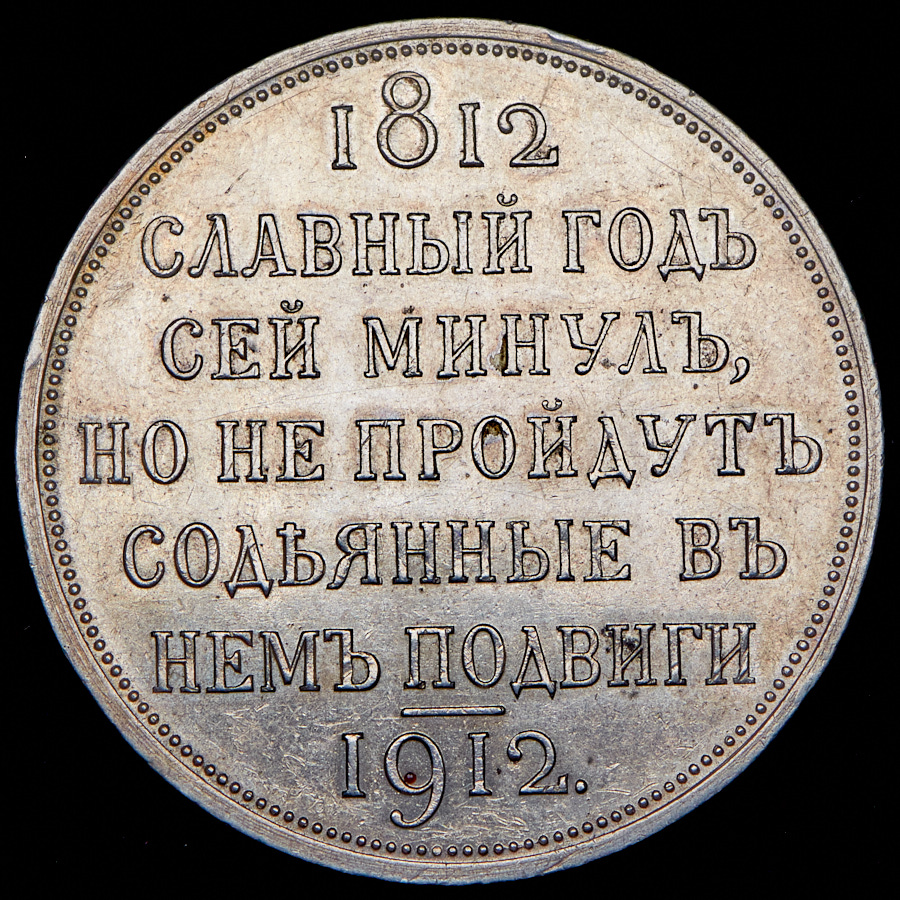 1812
СЛАВНЫЙ ГОДЪ
СЕЙ МИНУЛЪ,
НО НЕ ПРОЙДУТЪ
СОДѢЯННЫЕ ВЪ
НЕМЪ ПОДВИГИ
1912.